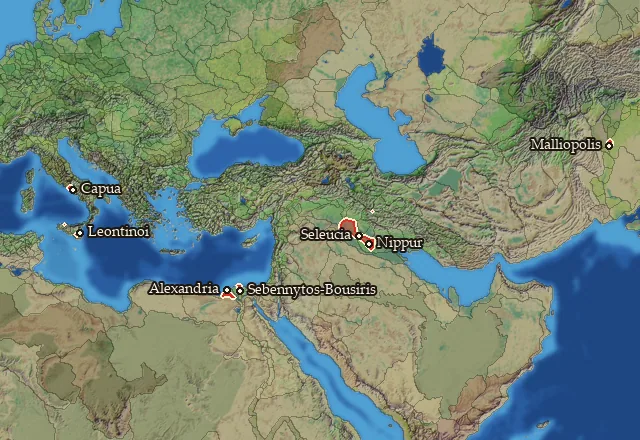 Malliopolis
Capua
Leontinoi
Seleucia
Nippur
Alexandria
Sebennytos-Bousiris